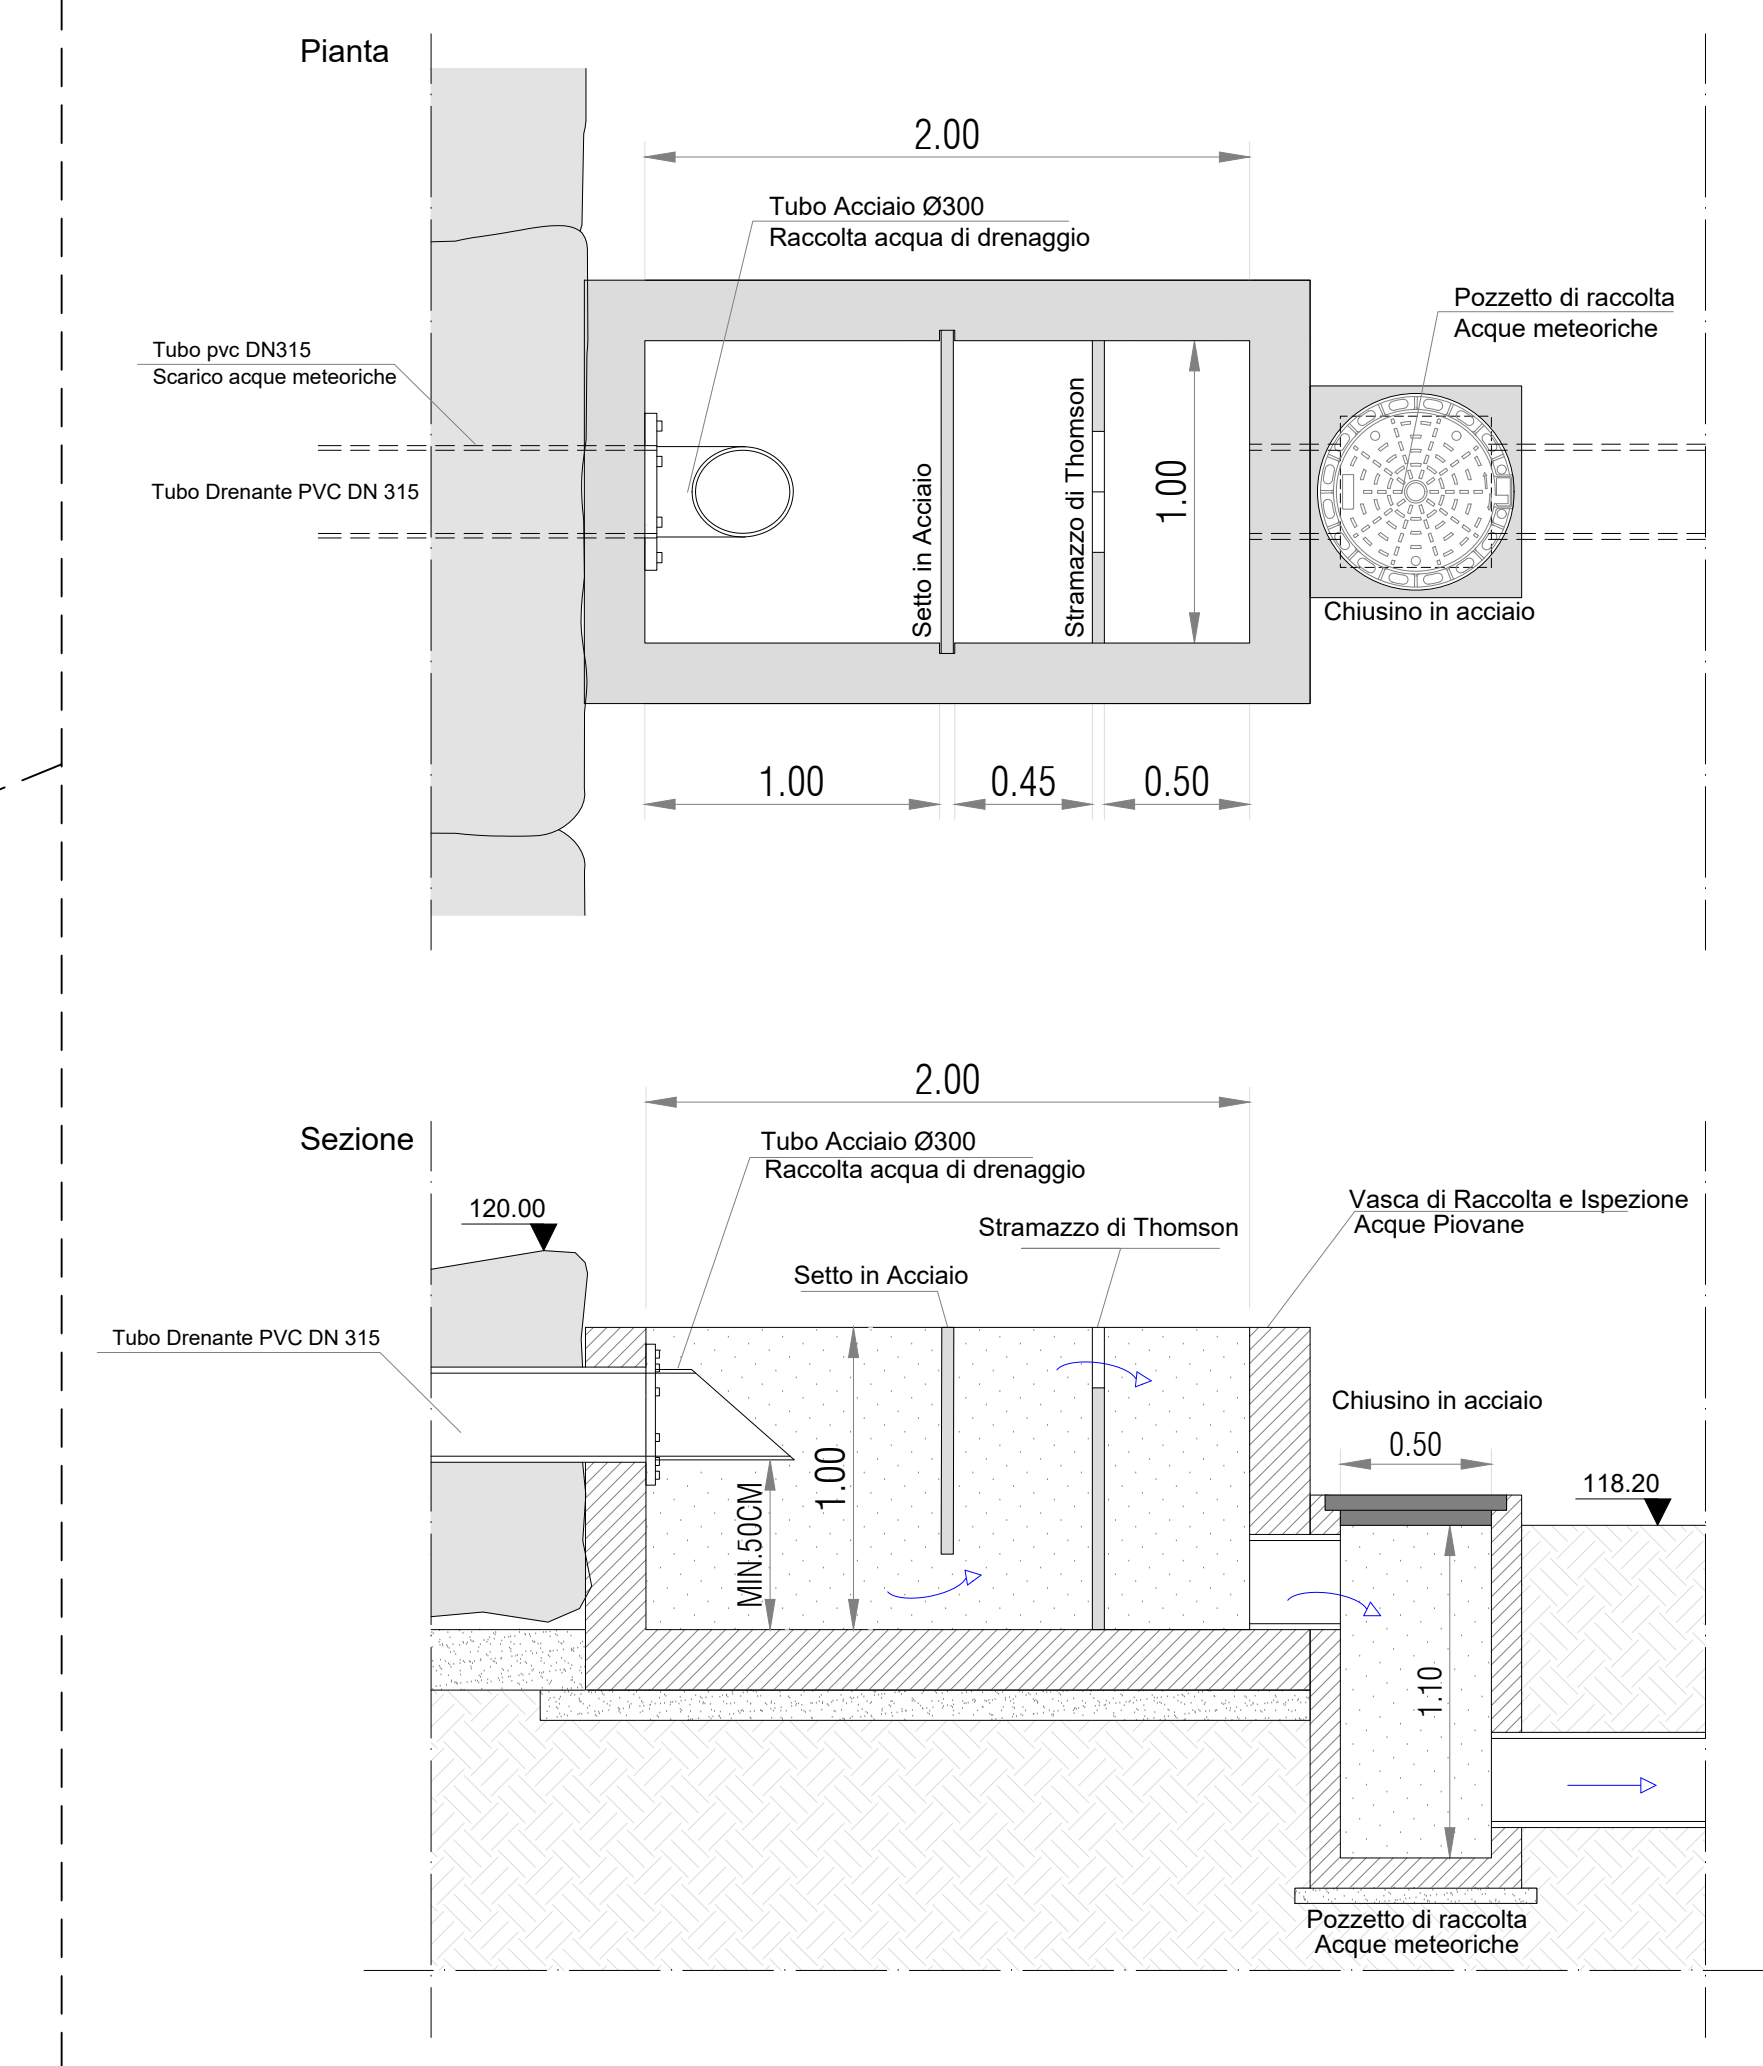 Pianta
2.00
Tubo Acciaio Ø300
Raccolta acqua di drenaggio
Pozzetto di raccolta
Acque meteoriche
Tubo pvc DN315
Scarico acque meteoriche
Tubo Drenante PVC DN 315
Setto in Acciaio
Stramazzo di Thomson
1.00
Chiusino in acciaio
1.00
0.45
0.50
2.00
Sezione
Tubo Acciaio Ø300
Raccolta acqua di drenaggio
120.00
Vasca di Raccolta e Ispezione
Acque Piovane
Stramazzo di Thomson
Setto in Acciaio
Tubo Drenante PVC DN 315
Chiusino in acciaio
0.50
118.20
MIN.50CM
1.00
1.10
Pozzetto di raccolta
Acque meteoriche